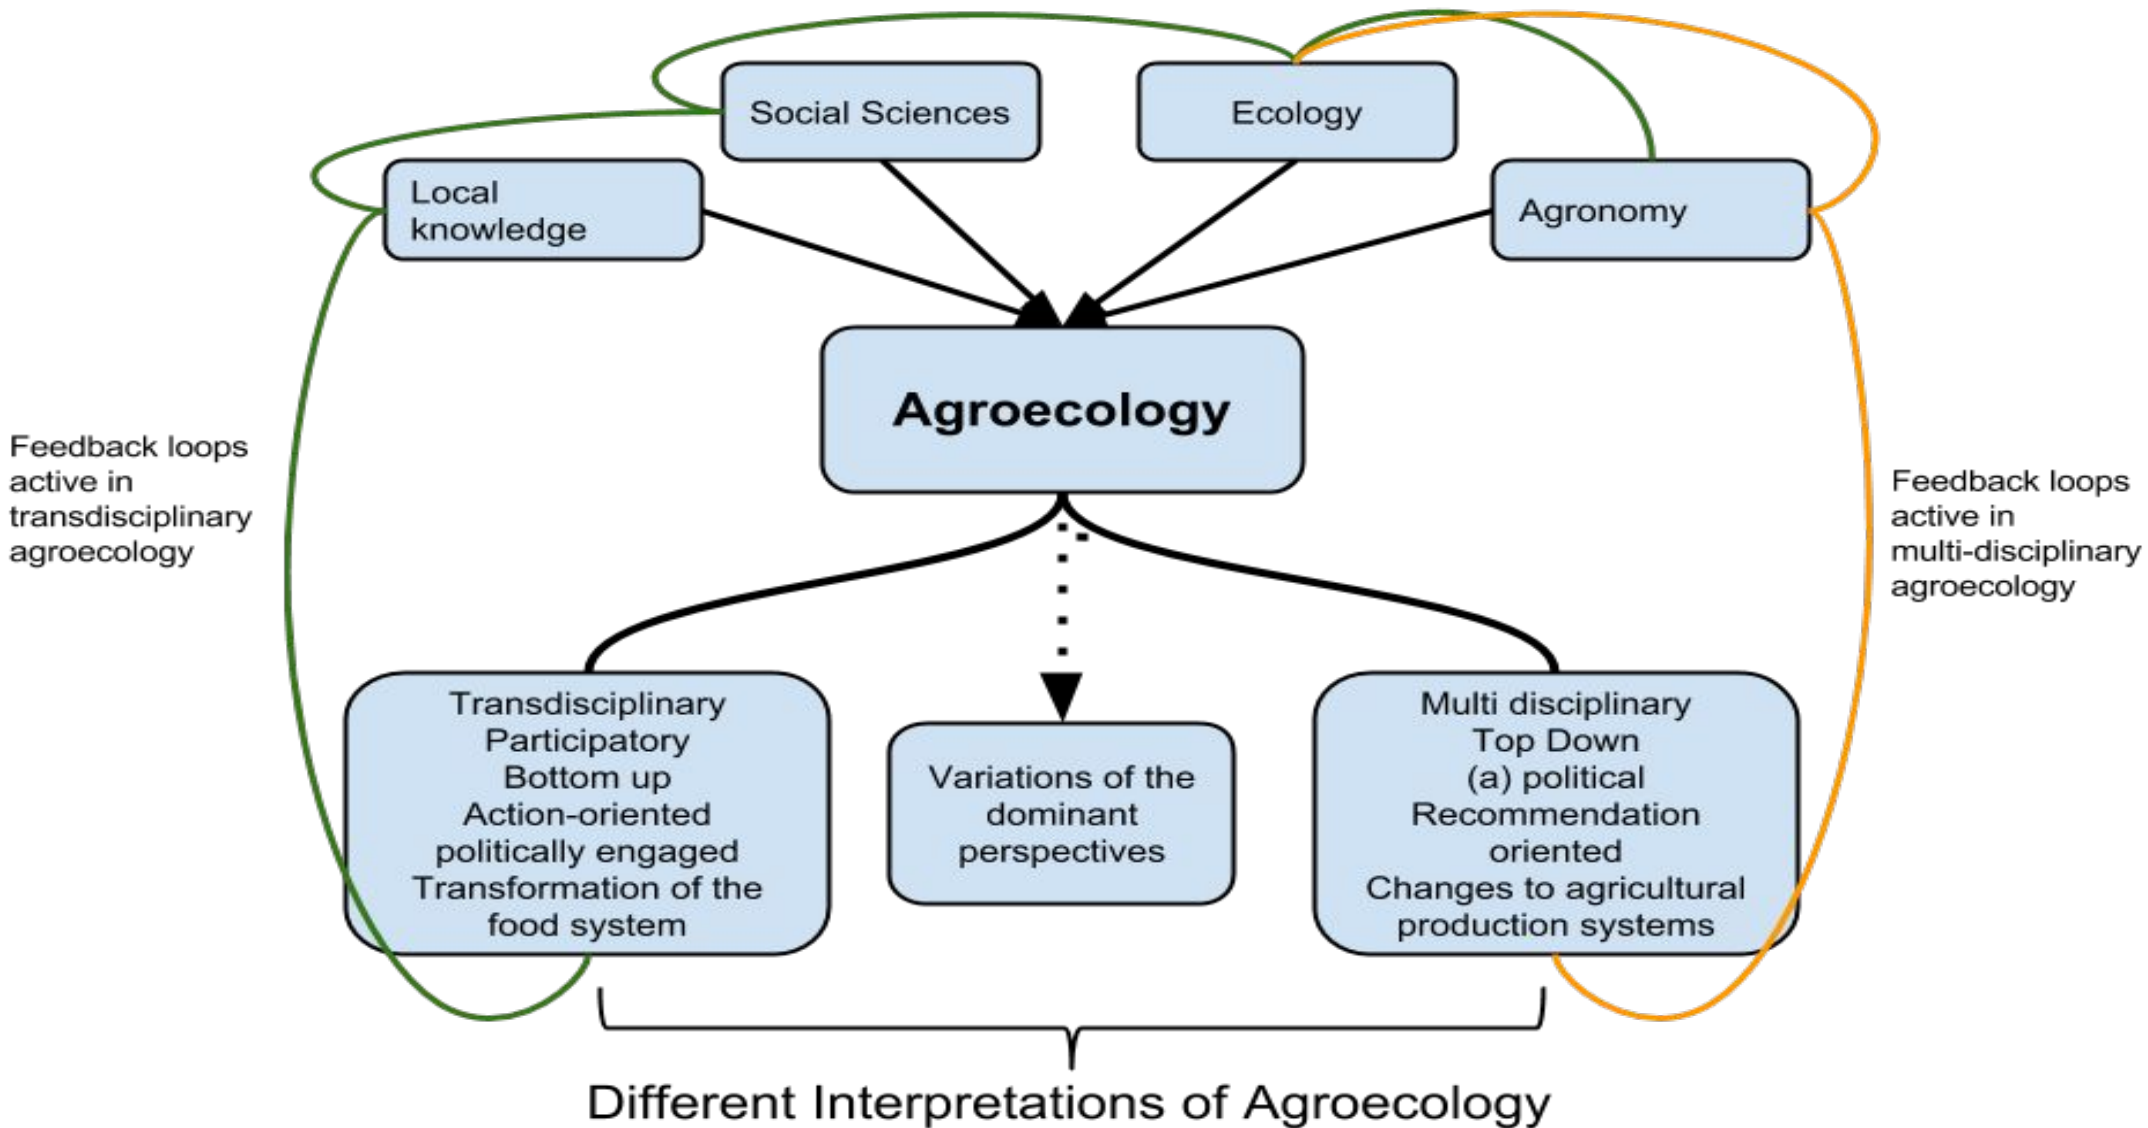 Social Sciences
Ecology
Local
knowledge
Agronomy
Agroecology
Feedback loops
active in
transdisciplinary
agroecology
Feedback loops
active in
multi-disciplinary
agroecology
Transdisciplinary
Participatory
Bottom up
Action-oriented
politically engaged
Transformation of the
food system
Variations of the
dominant
perspectives
Multi disciplinary
Top Down
(a) political
Recommendation
oriented
Changes to agricultural
production systems
Different Interpretations of Agroecology